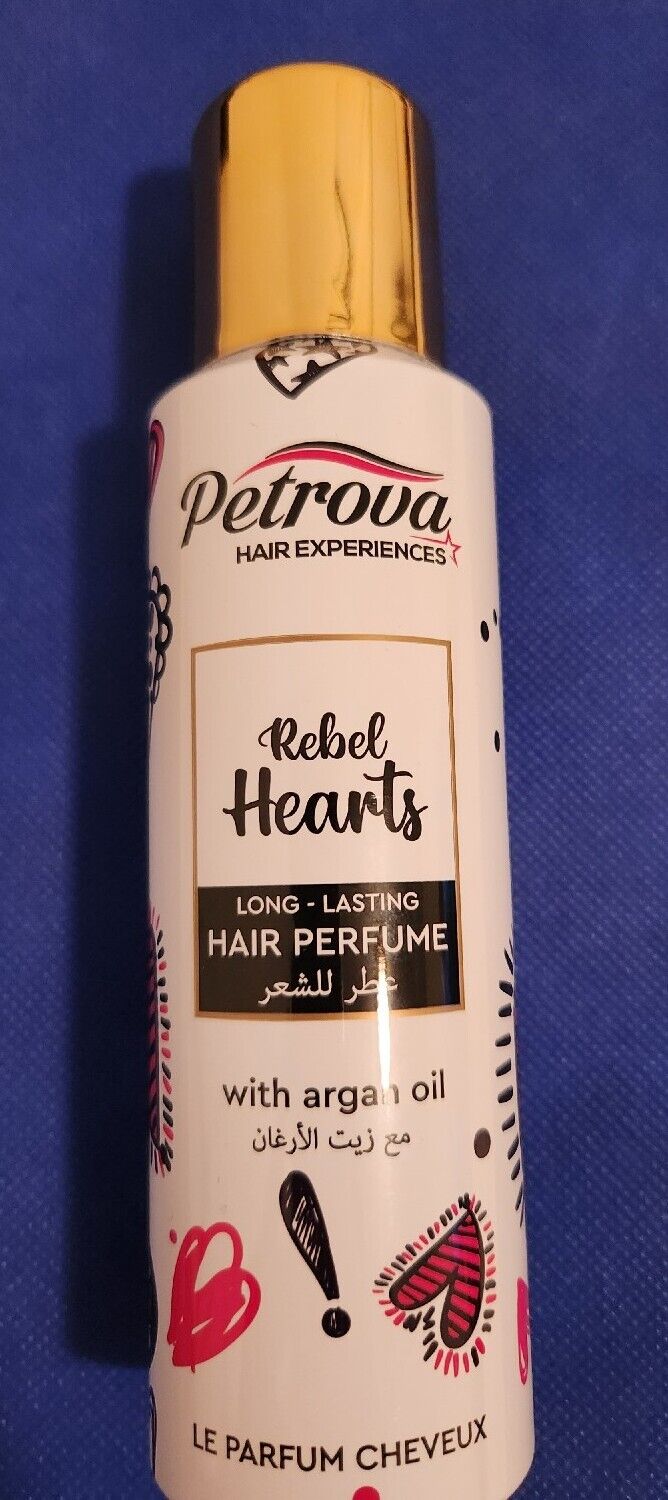 Petrova
HAIR EXPERIENCES
Rebel
Hearts
LONG - LASTING
HAIR PERFUME
عطر للشعر
with argan oil
مع زيت الأرغان
LE PARFUM CHEVEUX